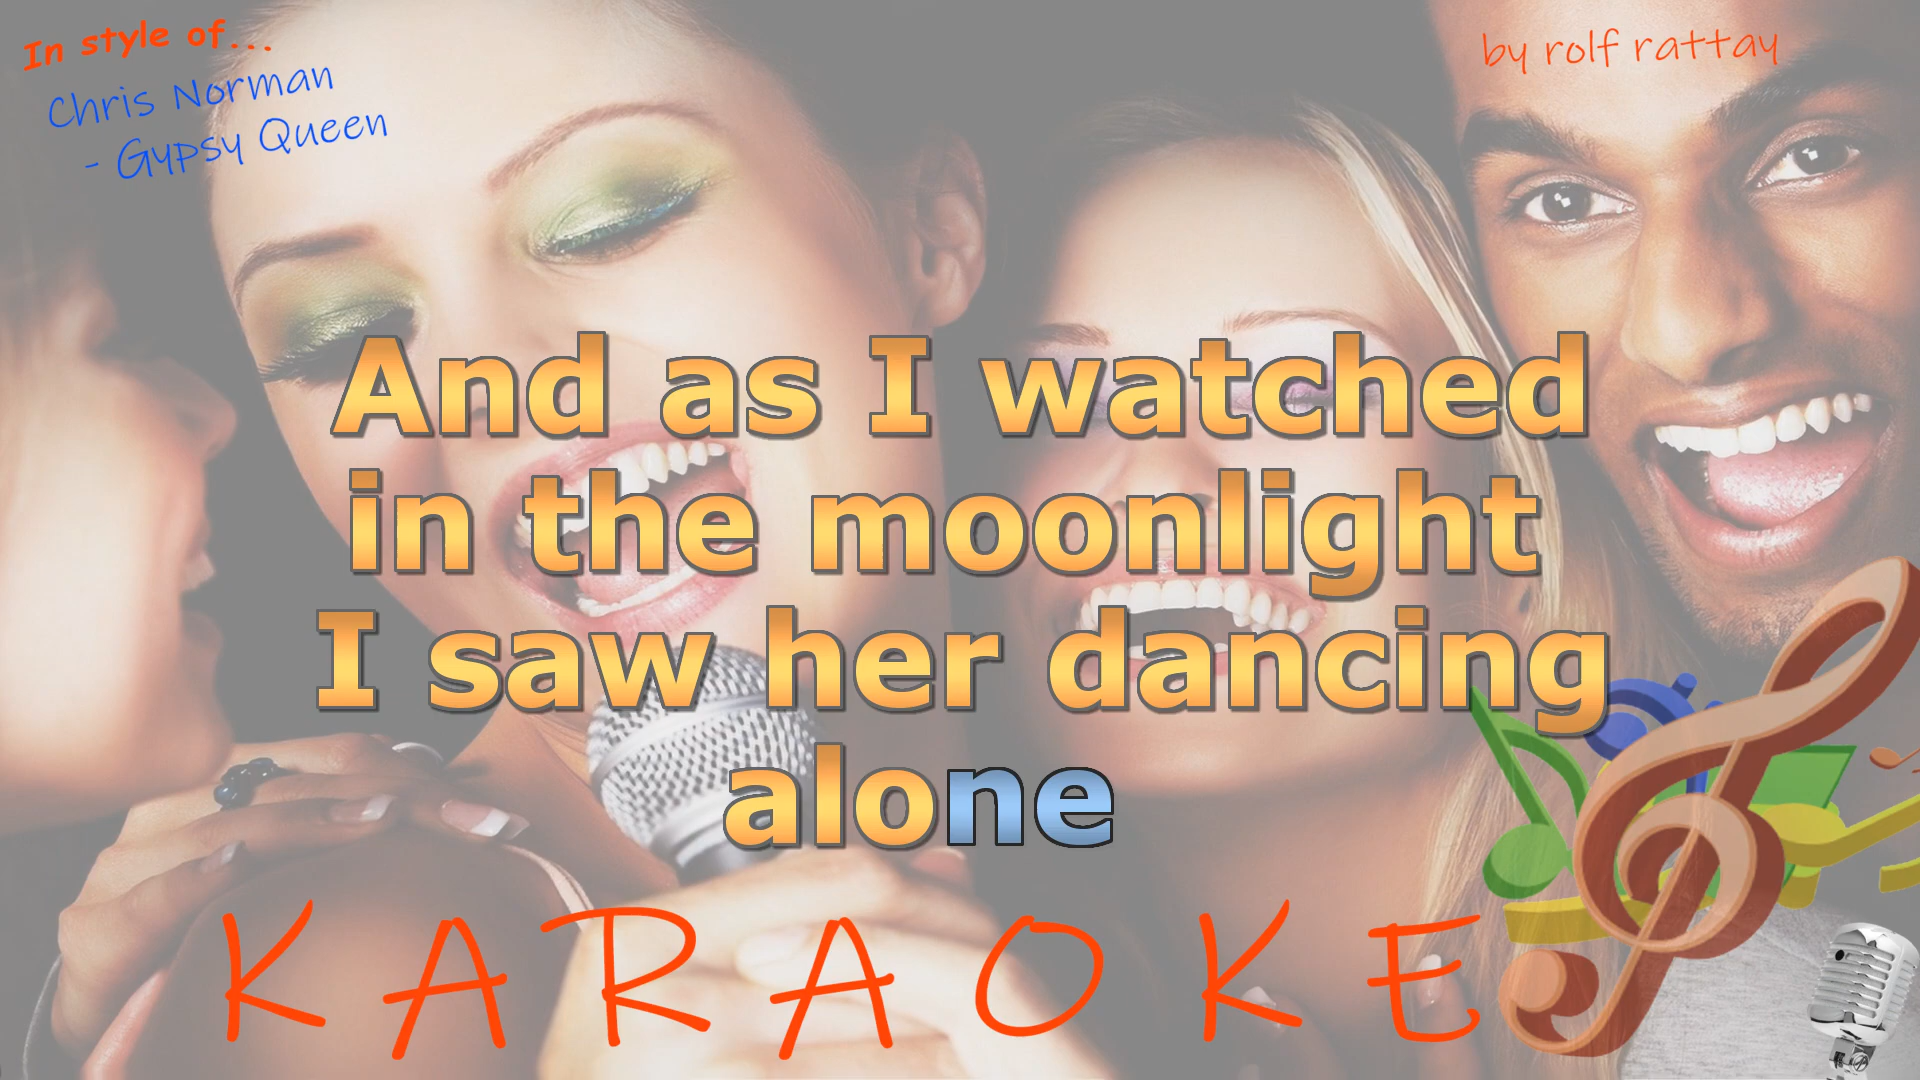 In style of...
Chris Norman
- Gypsy Queen
by rolf rattay
And as I watched
in the moonlight
I saw her dancing
alone
KARAOKE